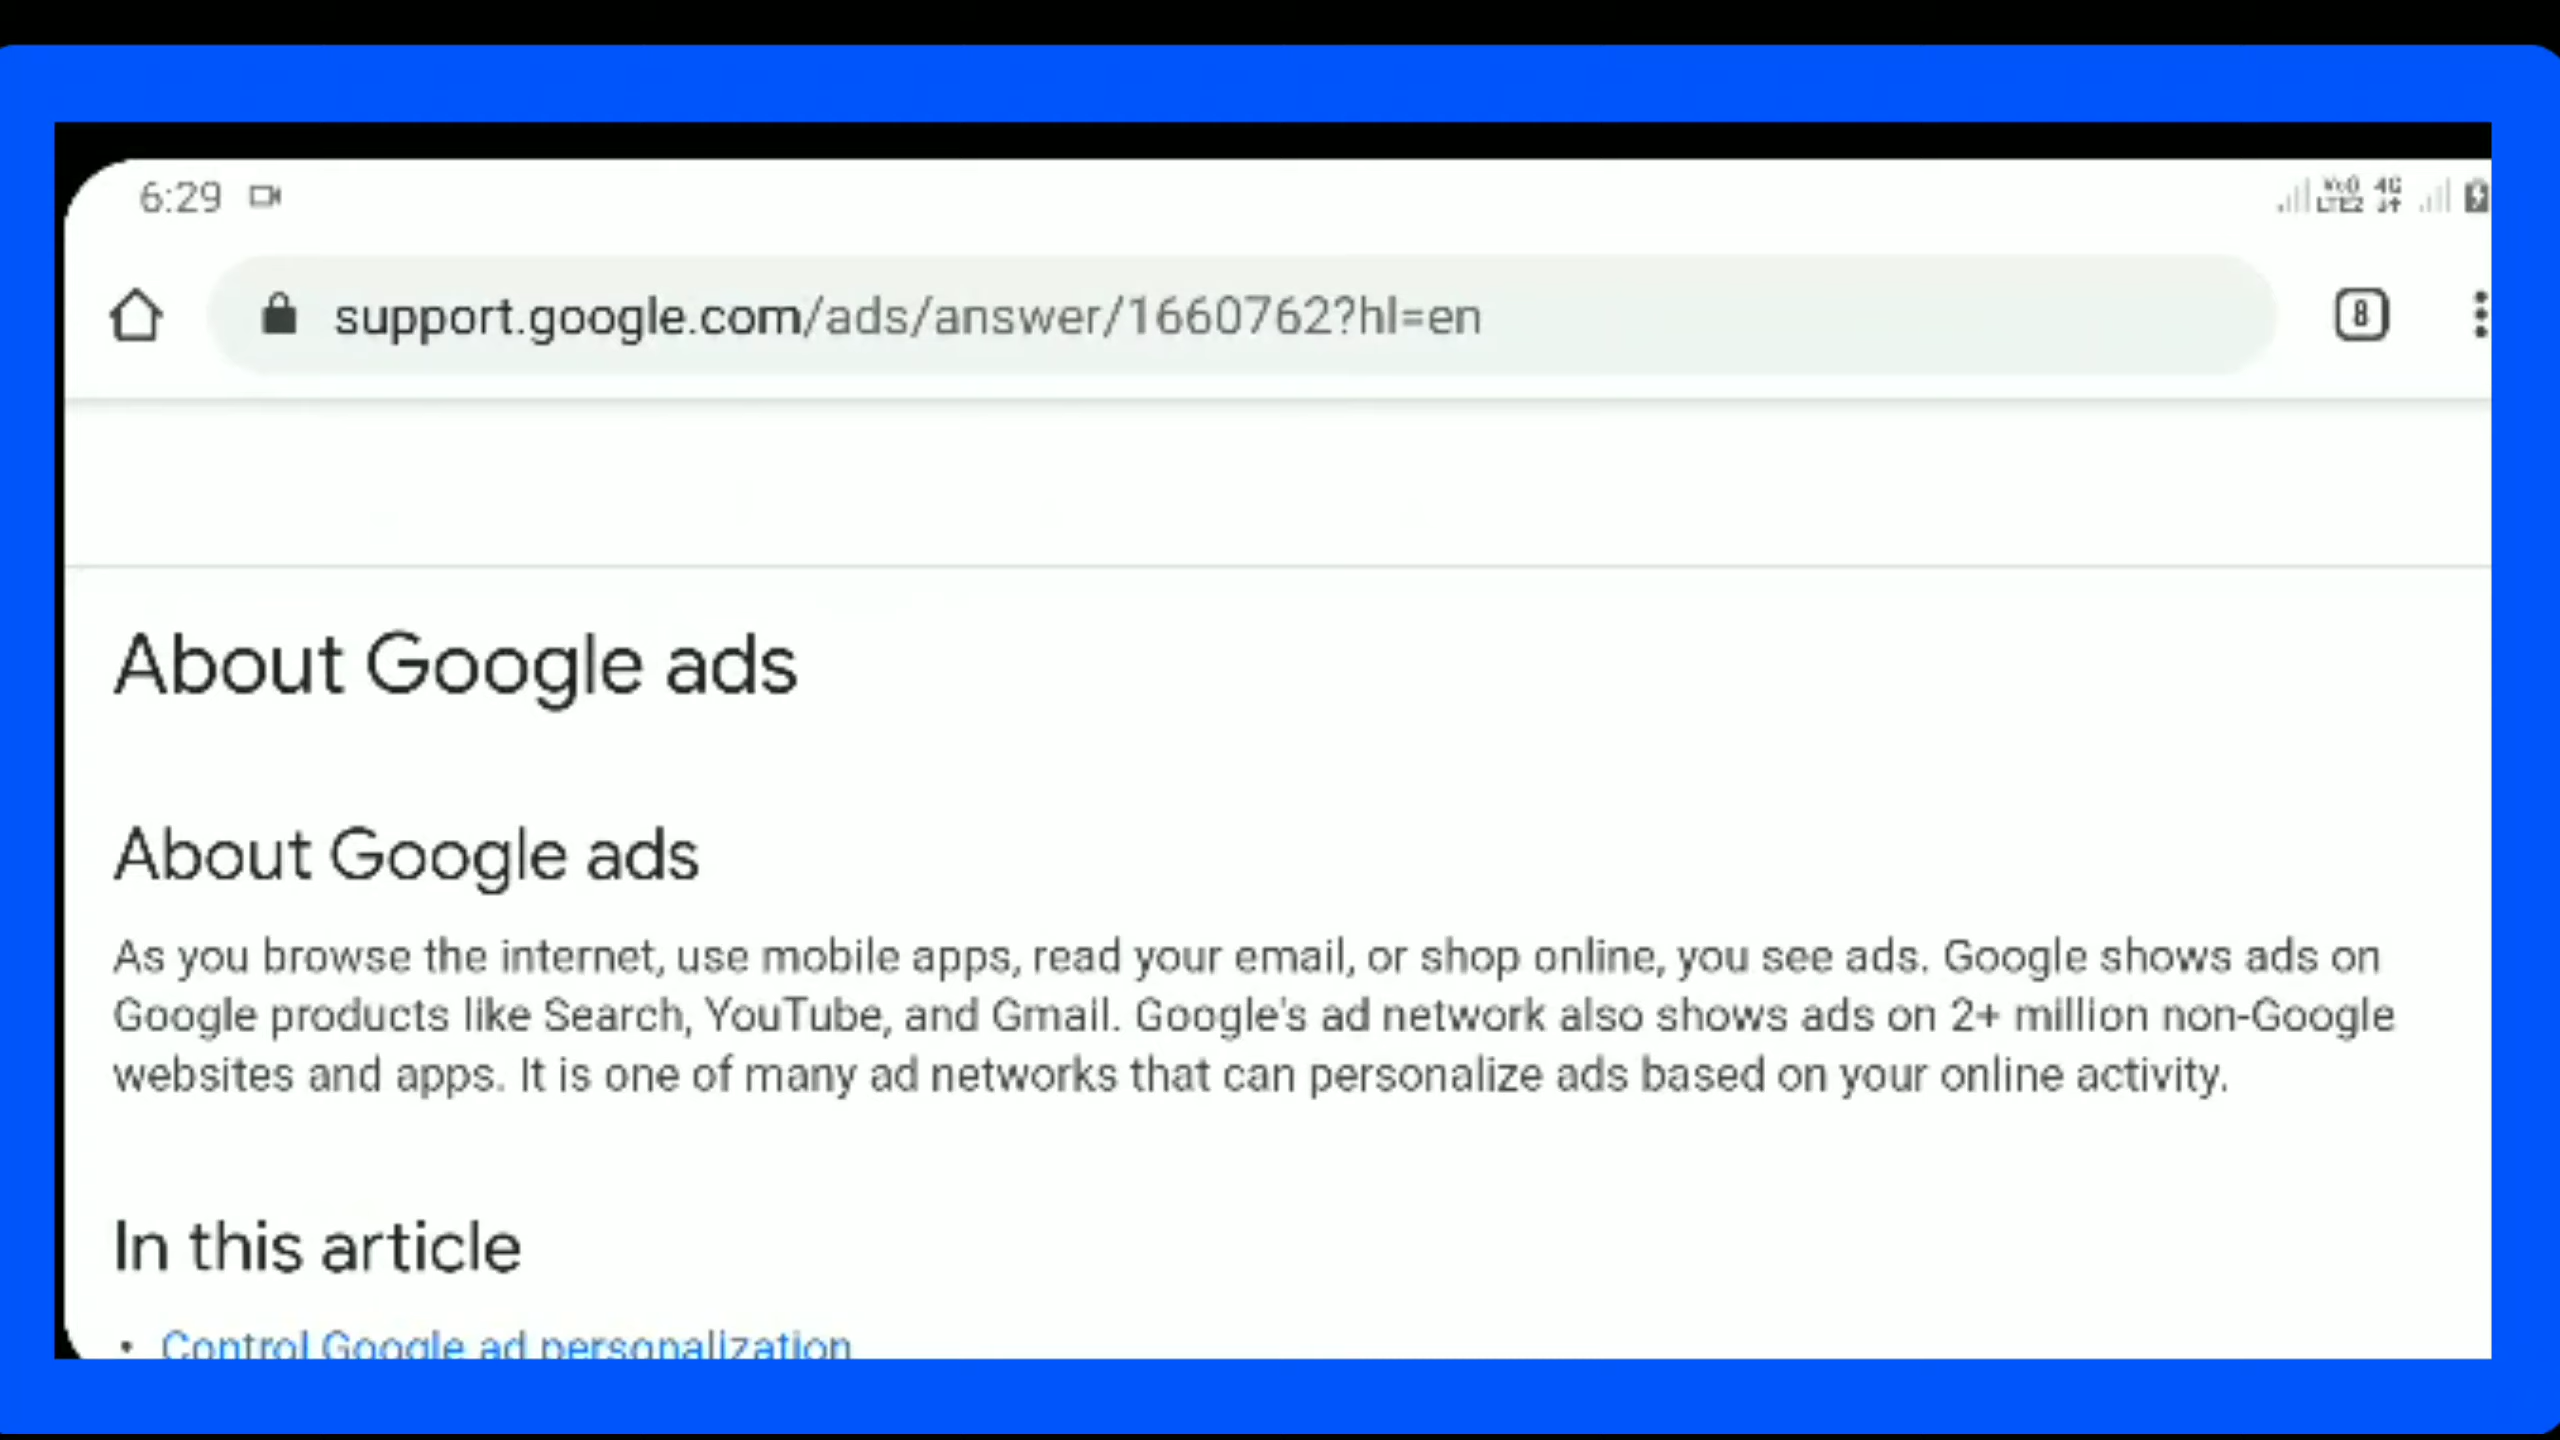 6:29
Vo) 4G
LTE2
support.google.com/ads/answer/1660762?hl=en
8
About Google ads
About Google ads
As you browse the internet, use mobile apps, read your email, or shop online, you see ads. Google shows ads on
Google products like Search, YouTube, and Gmail. Google's ad network also shows ads on 2+ million non-Google
websites and apps. It is one of many ad networks that can personalize ads based on your online activity.
In this article
• Control Google ad personalization